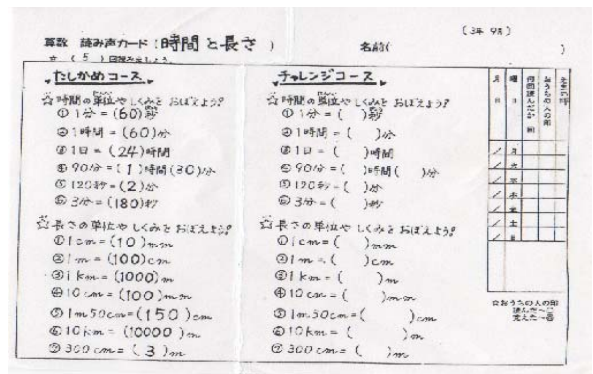 (3年 9月)
算数 読み声カード(時間と長さ)
名前( )
☆(5)回読みましょう。
たしかめコース
☆時間の単位やしくみを おぼえよう!
① 1分=(60)秒
② 1時間=(60)分
③ 1日=(24)時間
④ 90分=(1)時間(30)分
⑤ 120秒=(2)分
⑥ 3分=(180)秒
☆長さの単位やしくみを おぼえよう!
① 1cm=(10)mm
② 1m=(100)cm
③ 1km=(1000)m
④ 10cm=(100)mm
⑤ 1m50cm=(150)cm
⑥ 10km=(10000)m
⑦ 300cm=(3)m
チャレンジコース
☆時間の単位やしくみを おぼえよう!
① 1分=( )秒
② 1時間=( )分
③ 1日=( )時間
④ 90分=( )時間( )分
⑤ 120秒=( )分
⑥ 3分=( )秒
☆長さの単位やしくみを おぼえよう!
① 1cm=( )mm
② 1m=( )cm
③ 1km=( )m
④ 10cm=( )mm
⑤ 1m50cm=( )cm
⑥ 10km=( )m
⑦ 300cm=( )m
月 日
曜日
何回読んだか 回
おうちの人の印
先生の印
/ 月
/ 火
/ 水
/ 木
/ 金
/ 土
/ 日
☆おうちの人の印
読んだ→
覚えた→